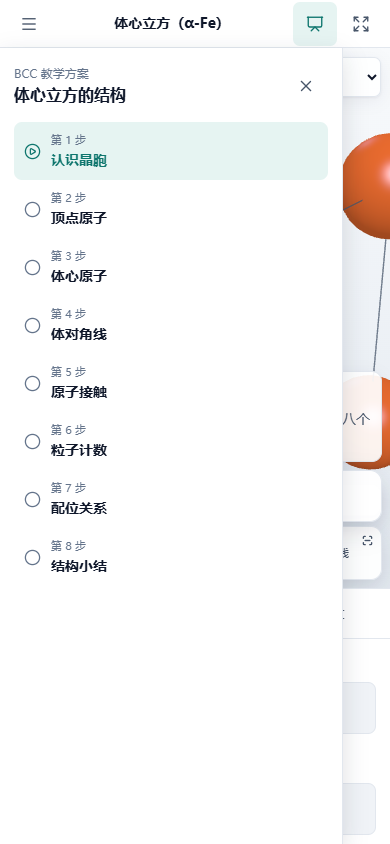 体心立方（α-Fe）
BCC 教学方案
体心立方的结构
第 1 步
认识晶胞
第 2 步
顶点原子
第 3 步
体心原子
第 4 步
体对角线
第 5 步
原子接触
八个
第 6 步
粒子计数
第 7 步
配位关系
第 8 步
结构小结
线